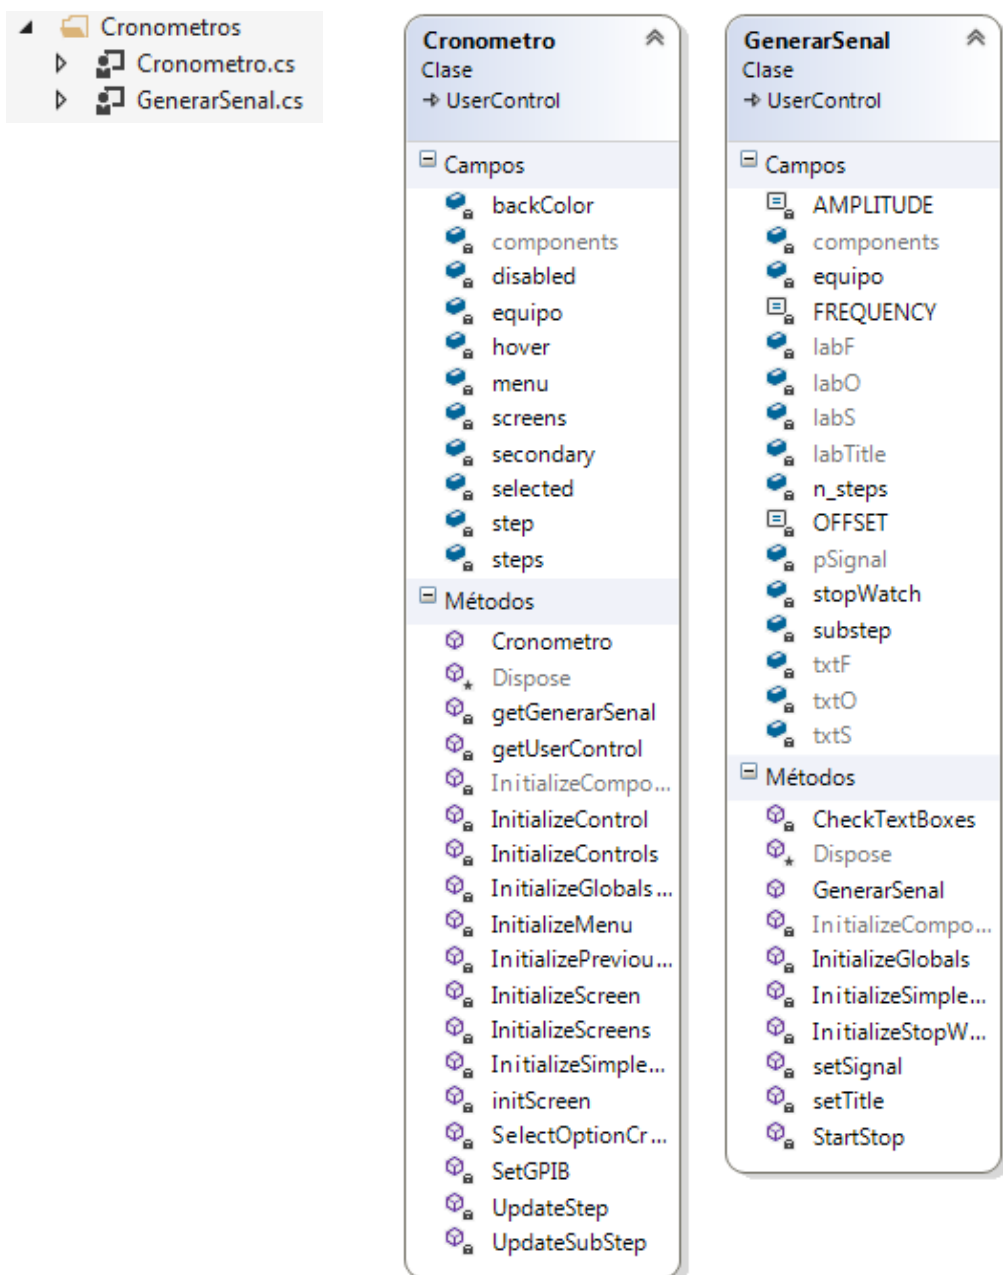 Cronometros
Cronometro.cs
GenerarSenal.cs
Cronometro
Clase
UserControl
Campos
backColor
components
disabled
equipo
hover
menu
screens
secondary
selected
step
steps
Métodos
Cronometro
Dispose
getGenerarSenal
getUserControl
InitializeCompo...
InitializeControl
InitializeControls
InitializeGlobals...
InitializeMenu
InitializePreviou...
InitializeScreen
InitializeScreens
InitializeSimple...
initScreen
SelectOptionCr...
SetGPIB
UpdateStep
UpdateSubStep
GenerarSenal
Clase
UserControl
Campos
AMPLITUDE
components
equipo
FREQUENCY
labF
labO
labS
labTitle
n_steps
OFFSET
pSignal
stopWatch
substep
txtF
txtO
txtS
Métodos
CheckTextBoxes
Dispose
GenerarSenal
InitializeCompo...
InitializeGlobals
InitializeSimple...
InitializeStopW...
setSignal
setTitle
StartStop